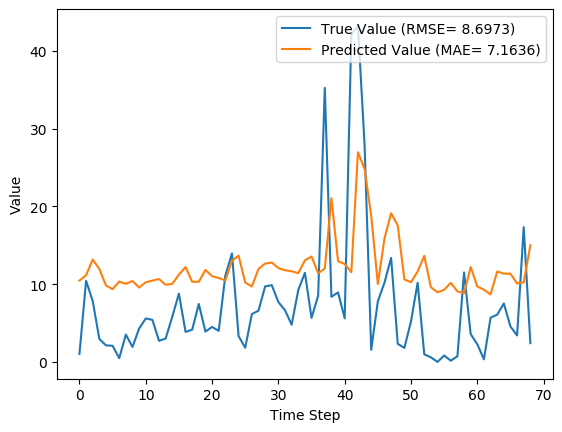 True Value (RMSE= 8.6973)
Predicted Value (MAE= 7.1636)
40
30
20
10
0
Value
0 10 20 30 40 50 60 70
Time Step